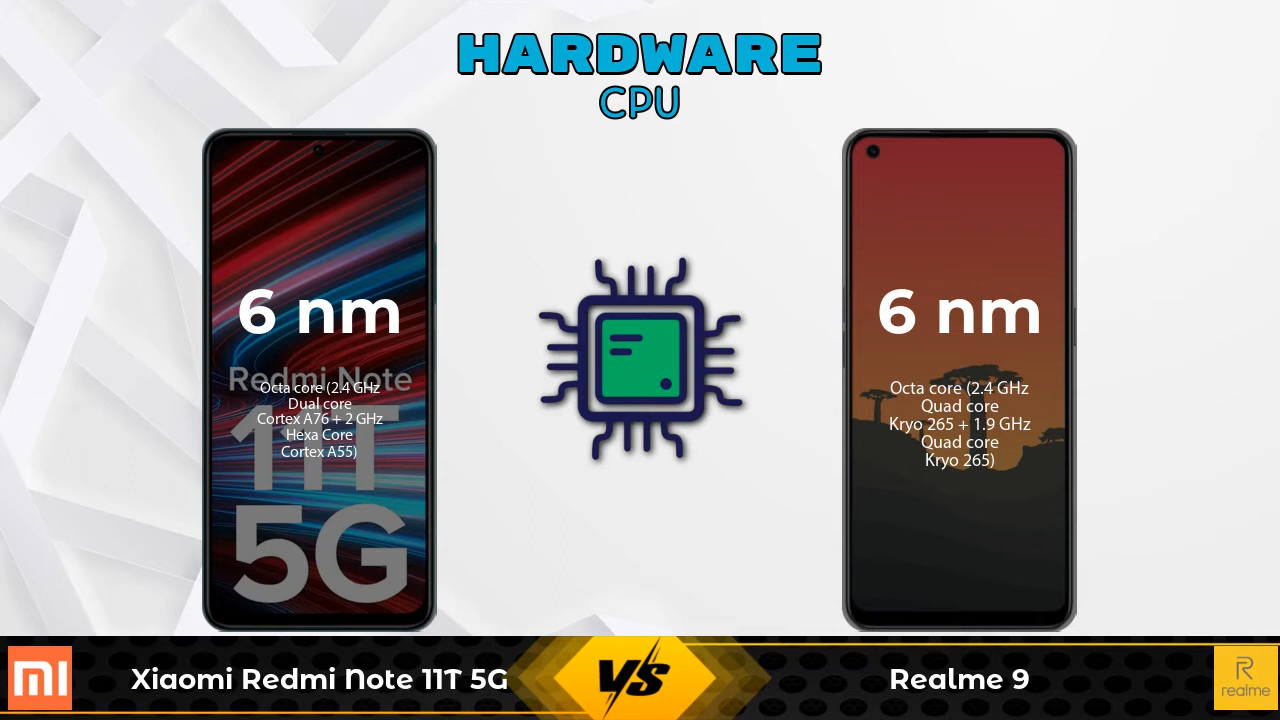 HARDWARE
CPU
6 nm
Redmi Note
11T
5G
Octa core (2.4 GHz
Dual core
Cortex A76 + 2 GHz
Hexa Core
Cortex A55)
6 nm
Octa core (2.4 GHz
Quad core
Kryo 265 + 1.9 GHz
Quad core
Kryo 265)
MI
Xiaomi Redmi Note 11T 5G
VS
Realme 9
R
realme